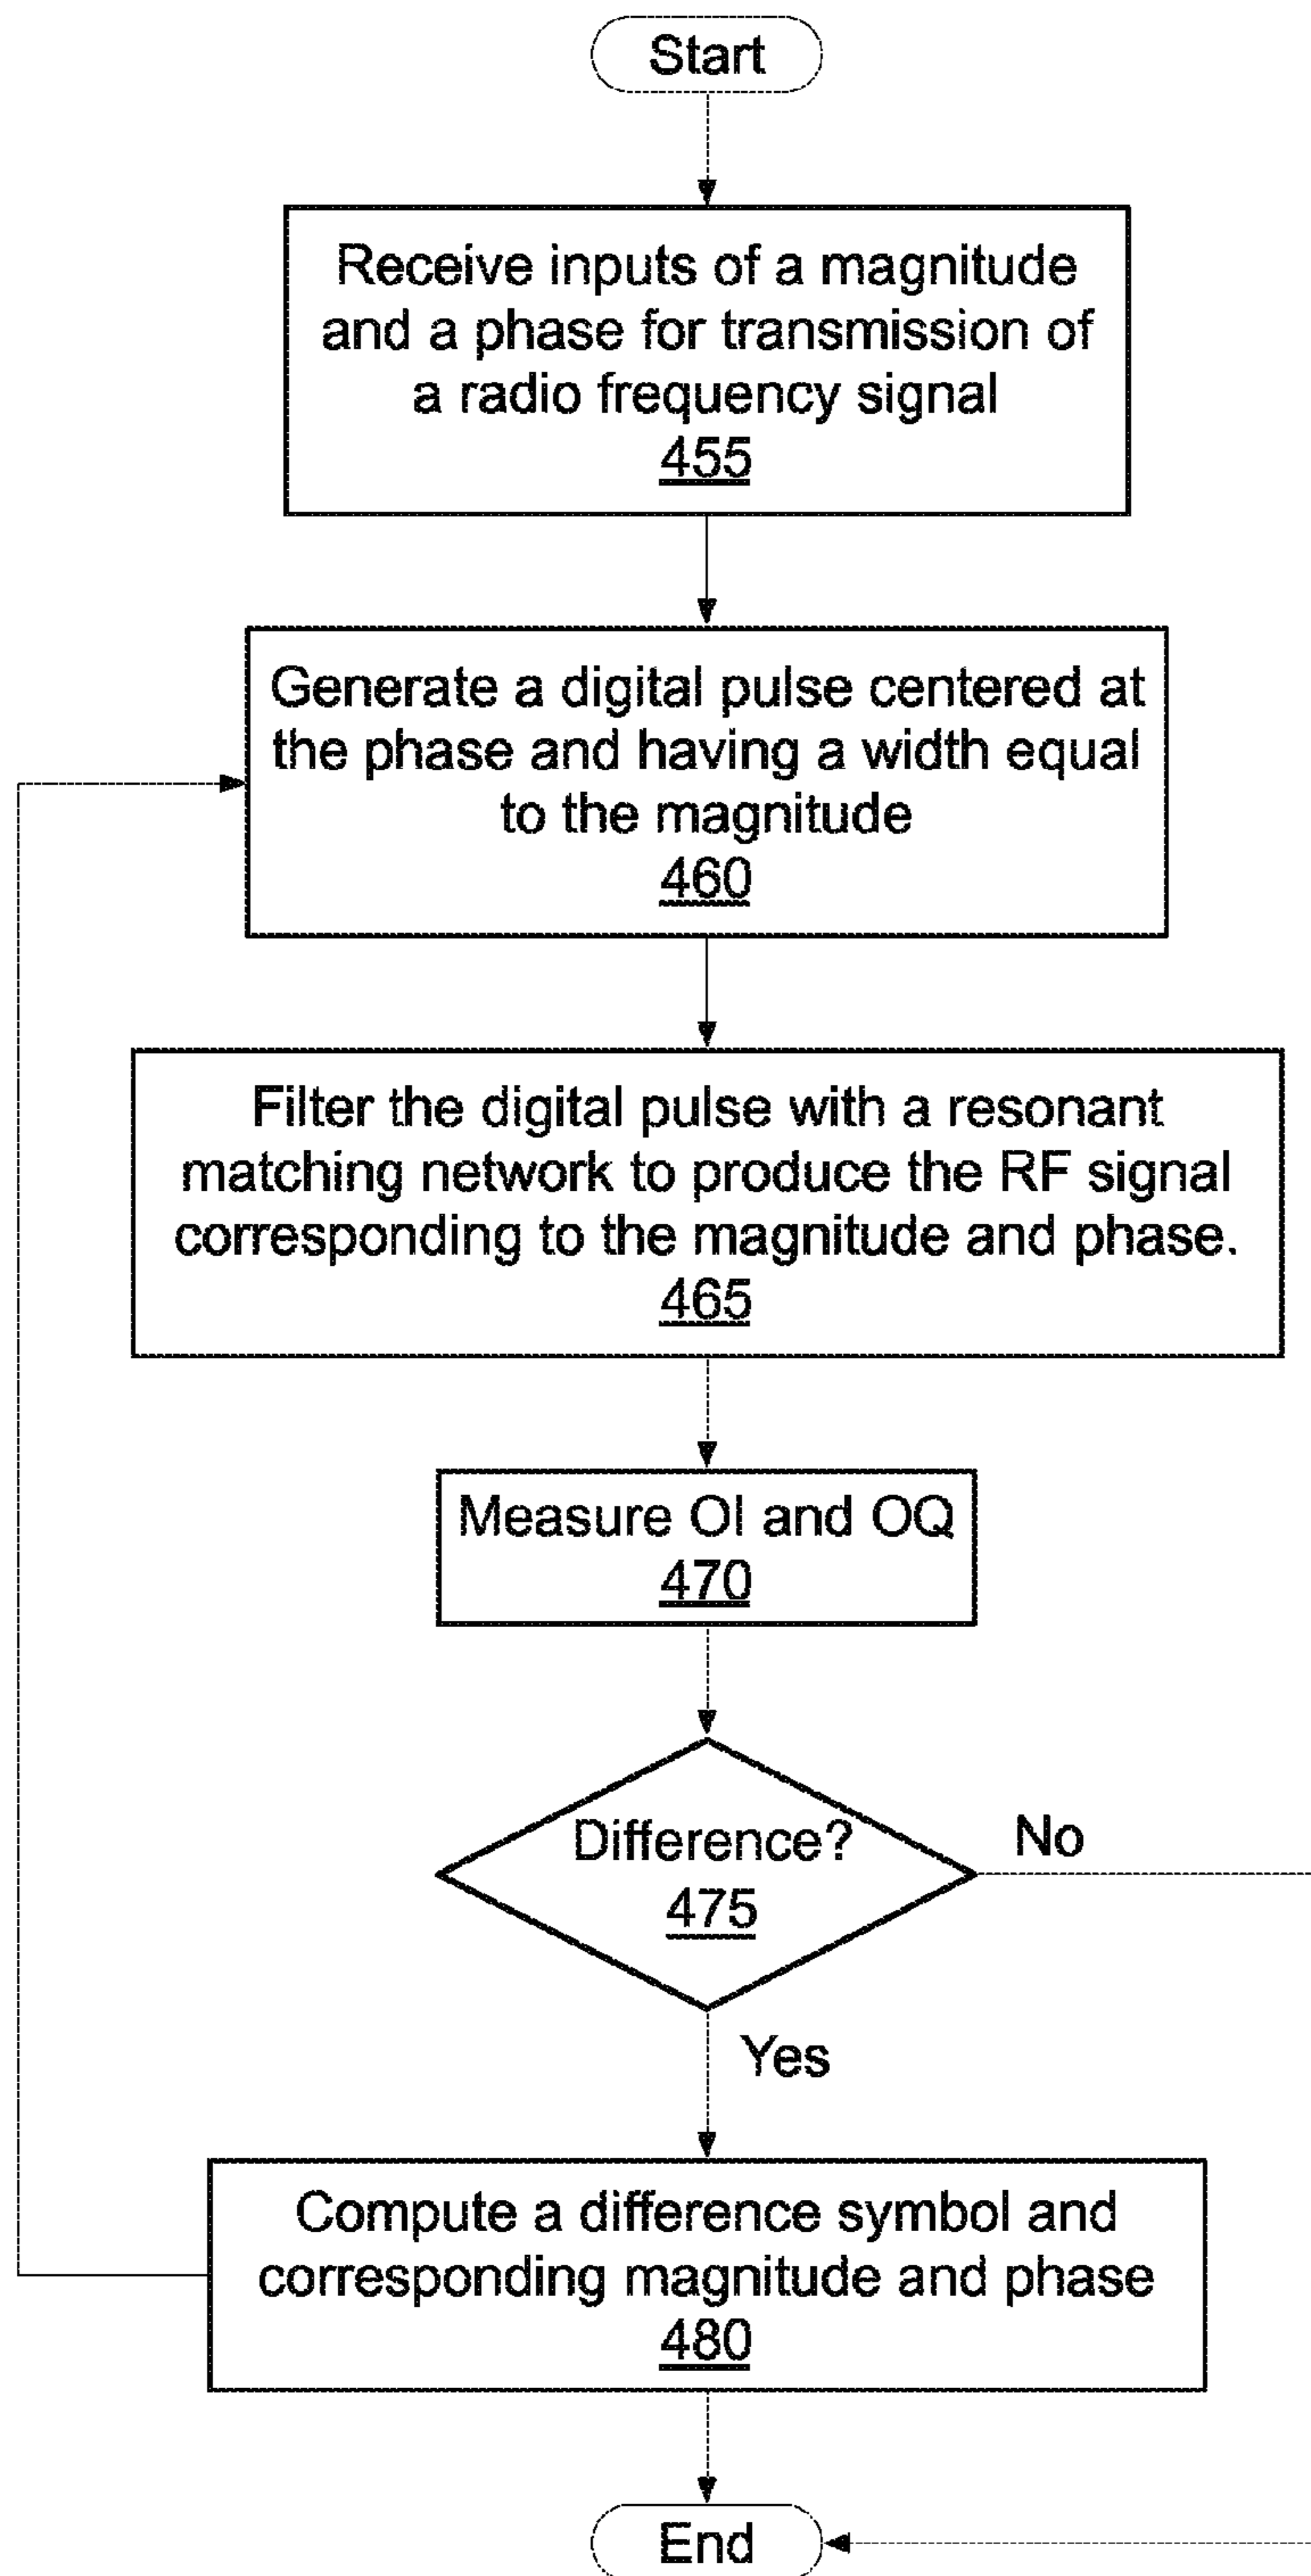 Start
Receive inputs of a magnitude
and a phase for transmission of
a radio frequency signal
455
Generate a digital pulse centered at
the phase and having a width equal
to the magnitude
460
Filter the digital pulse with a resonant
matching network to produce the RF signal
corresponding to the magnitude and phase.
465
Measure OI and OQ
470
Difference?
475
No
Yes
Compute a difference symbol and
corresponding magnitude and phase
480
End